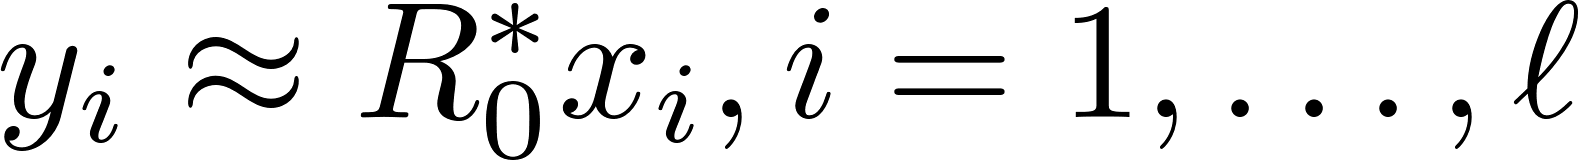 y_i ≈ R_0^* x_i, i = 1, . . . , ℓ